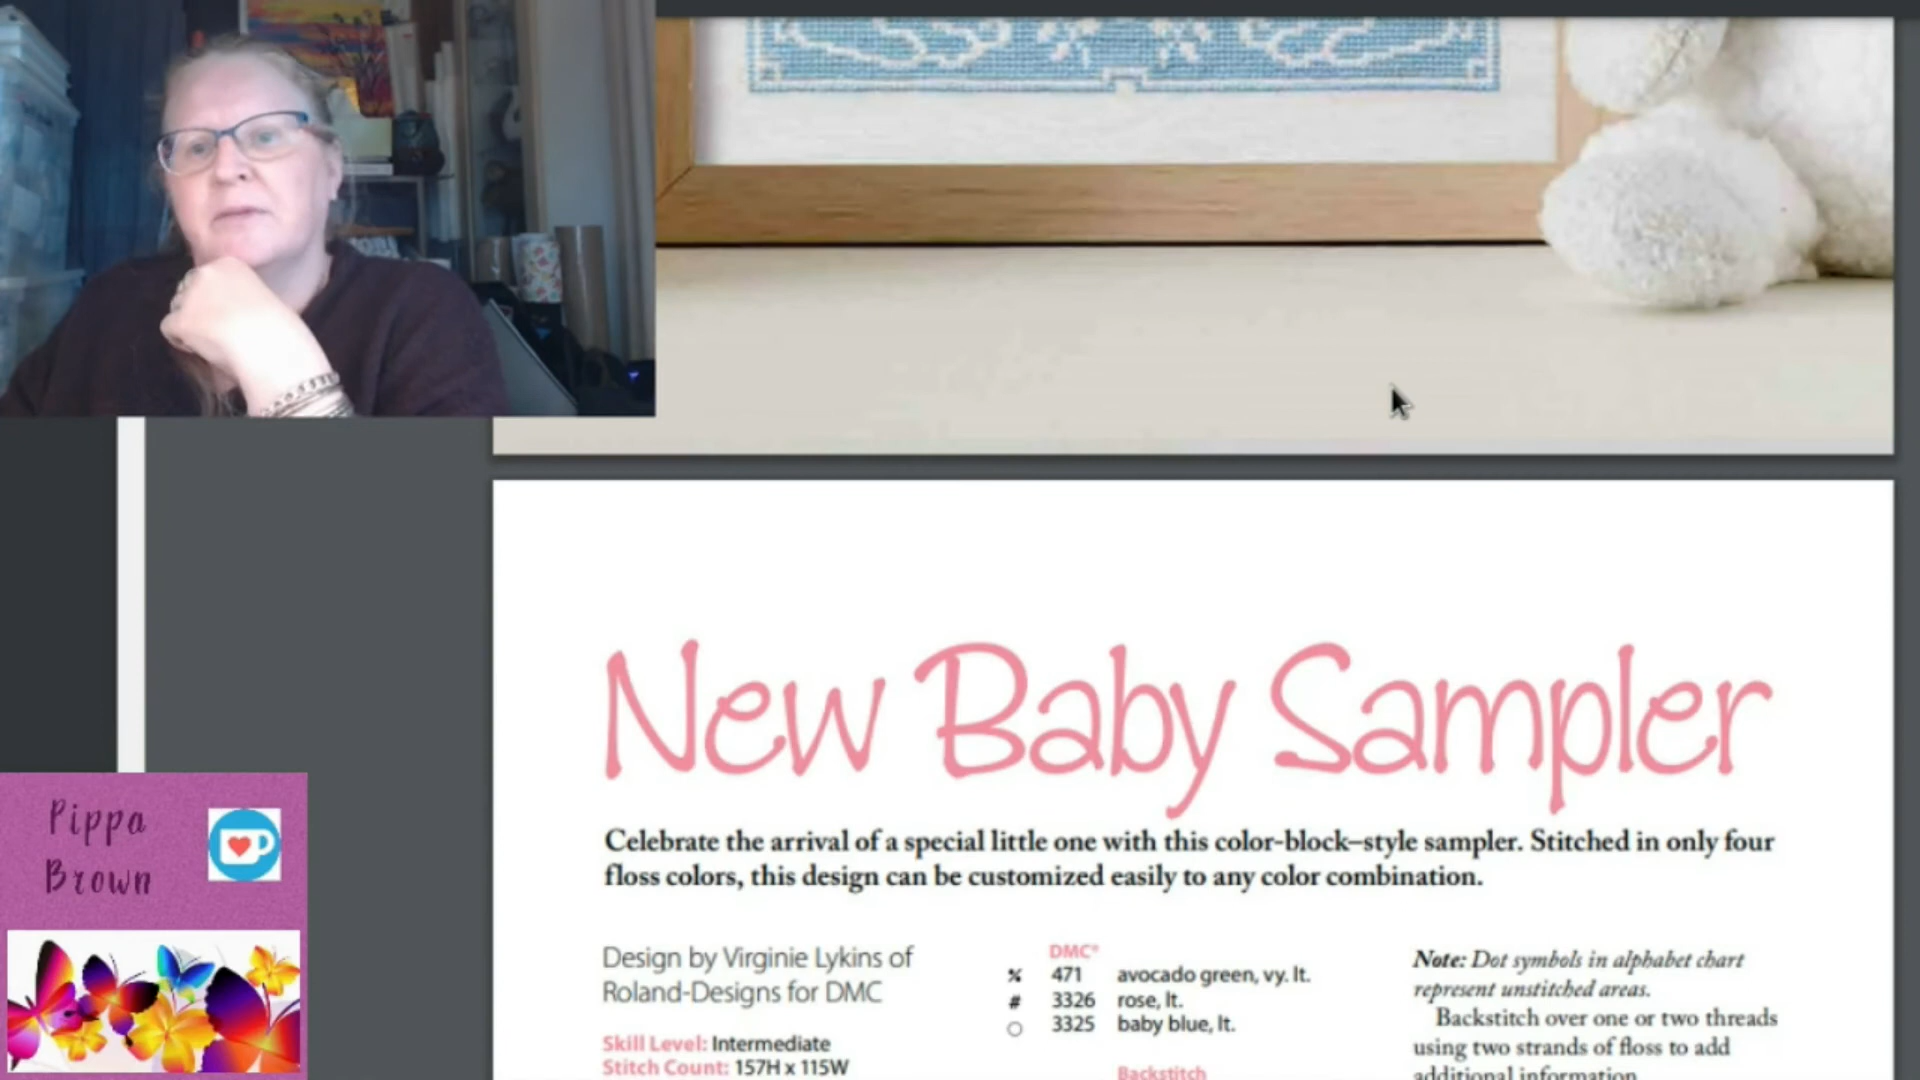 New Baby Sampler
Celebrate the arrival of a special little one with this color-block–style sampler. Stitched in only four
floss colors, this design can be customized easily to any color combination.
Design by Virginie Lykins of
Roland-Designs for DMC
Skill Level: Intermediate
Stitch Count: 157H x 115W
DMC®
471 avocado green, vy. lt.
# 3326 rose, lt.
3325 baby blue, lt.
Backstitch
Note: Dot symbols in alphabet chart
represent unstitched areas.
Backstitch over one or two threads
using two strands of floss to add
additional information
Pippa
Brown